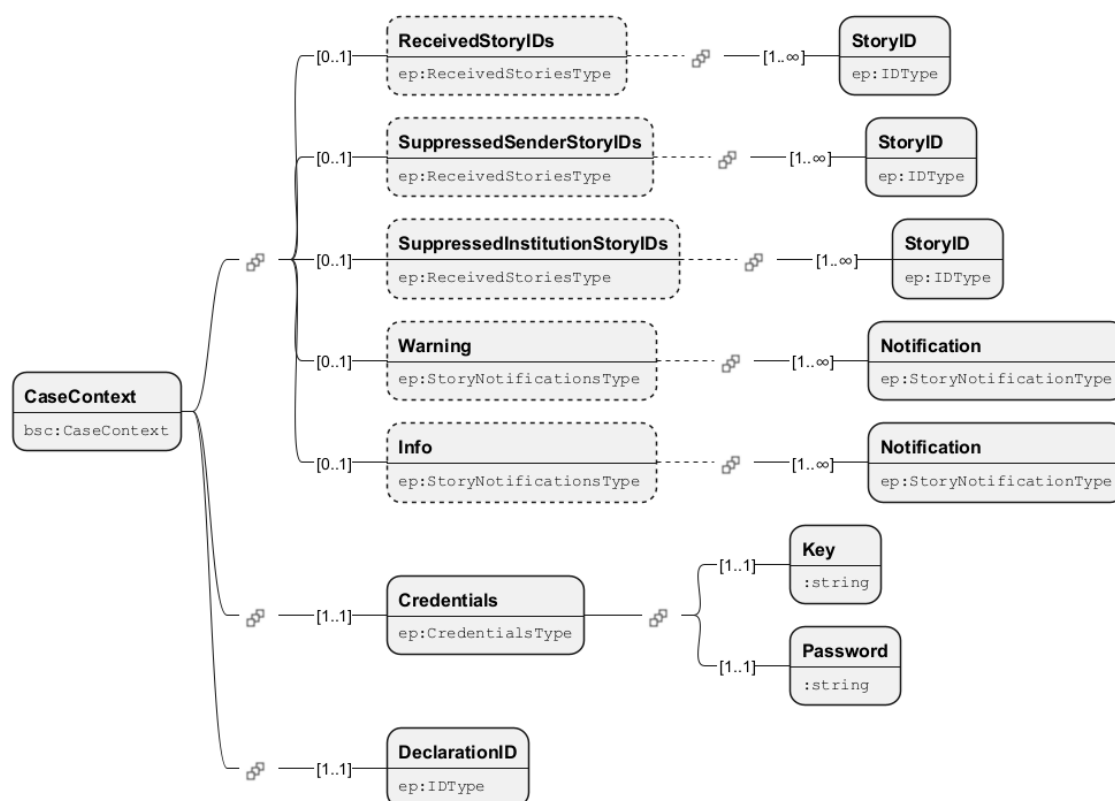 [0..1] ReceivedStoryIDs [1..∞] StoryID
ep:ReceivedStoriesType ep:IDType
[0..1] SuppressedSenderStoryIDs [1..∞] StoryID
ep:ReceivedStoriesType ep:IDType
[0..1] SuppressedInstitutionStoryIDs [1..∞] StoryID
ep:ReceivedStoriesType ep:IDType
[0..1] Warning [1..∞] Notification
ep:StoryNotificationsType ep:StoryNotificationType
CaseContext
bsc:CaseContext
[0..1] Info [1..∞] Notification
ep:StoryNotificationsType ep:StoryNotificationType
[1..1] Key
:string
[1..1] Credentials
ep:CredentialsType
[1..1] Password
:string
[1..1] DeclarationID
ep:IDType